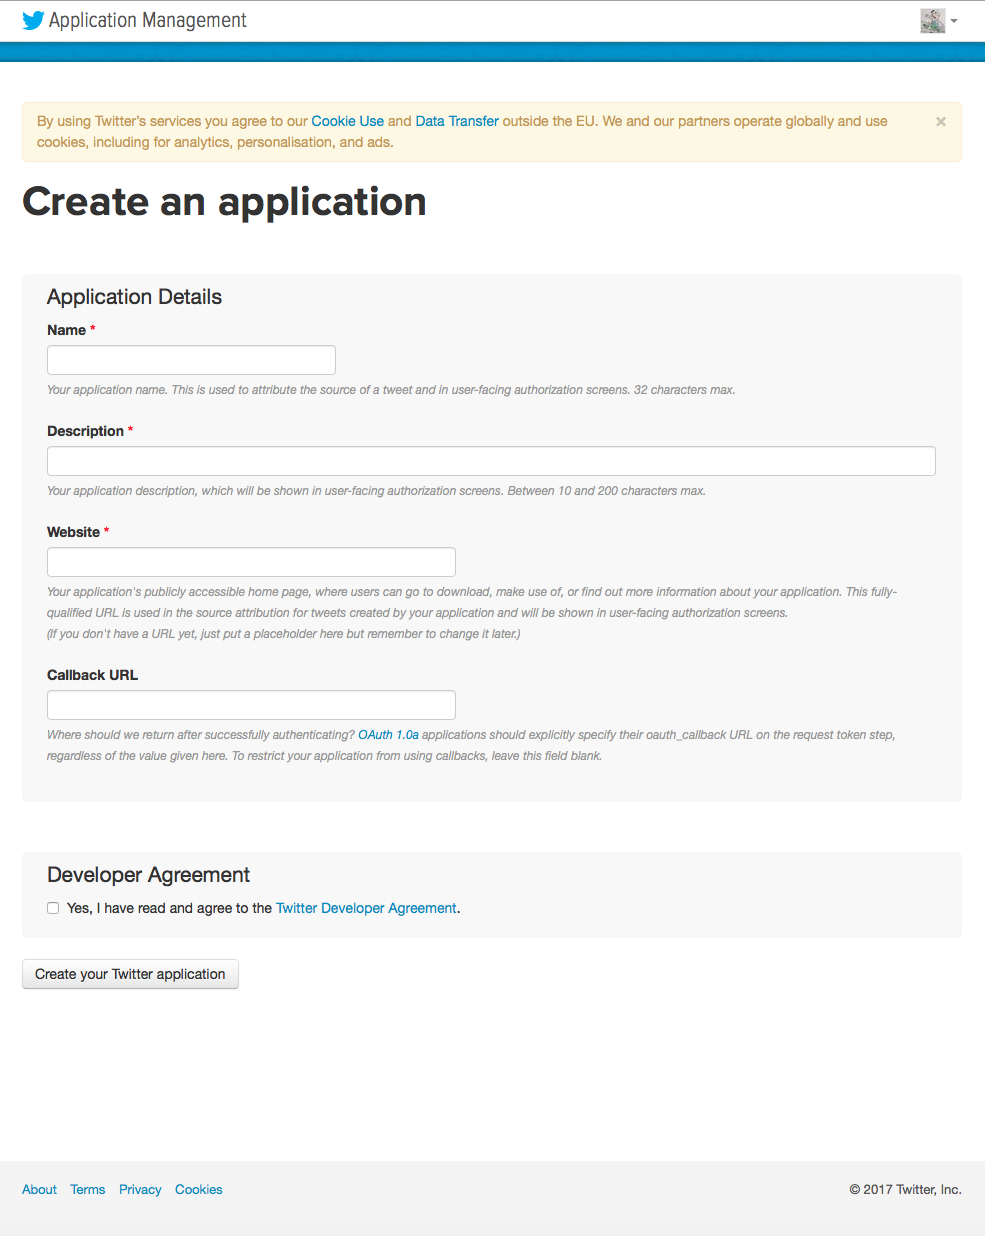 Application Management
By using Twitter's services you agree to our Cookie Use and Data Transfer outside the EU. We and our partners operate globally and use
cookies, including for analytics, personalisation, and ads.
×
Create an application
Application Details
Name *
Your application name. This is used to attribute the source of a tweet and in user-facing authorization screens. 32 characters max.
Description *
Your application description, which will be shown in user-facing authorization screens. Between 10 and 200 characters max.
Website *
Your application's publicly accessible home page, where users can go to download, make use of, or find out more information about your application. This fully-
qualified URL is used in the source attribution for tweets created by your application and will be shown in user-facing authorization screens.
(If you don't have a URL yet, just put a placeholder here but remember to change it later.)
Callback URL
Where should we return after successfully authenticating? OAuth 1.0a applications should explicitly specify their oauth_callback URL on the request token step,
regardless of the value given here. To restrict your application from using callbacks, leave this field blank.
Developer Agreement
Yes, I have read and agree to the Twitter Developer Agreement.
Create your Twitter application
About Terms Privacy Cookies
© 2017 Twitter, Inc.